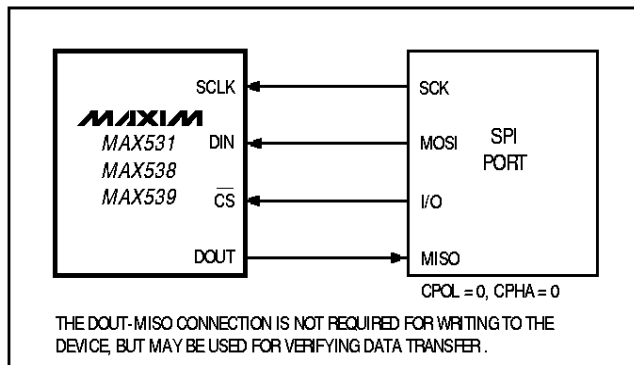 SCLK SCK
MAXIM
MAX531 DIN MOSI SPI
PORT
MAX538
MAX539 C̅S̅ I/O
DOUT MISO
CPOL = 0, CPHA = 0
THE DOUT-MISO CONNECTION IS NOT REQUIRED FOR WRITING TO THE
DEVICE, BUT MAY BE USED FOR VERIFYING DATA TRANSFER.